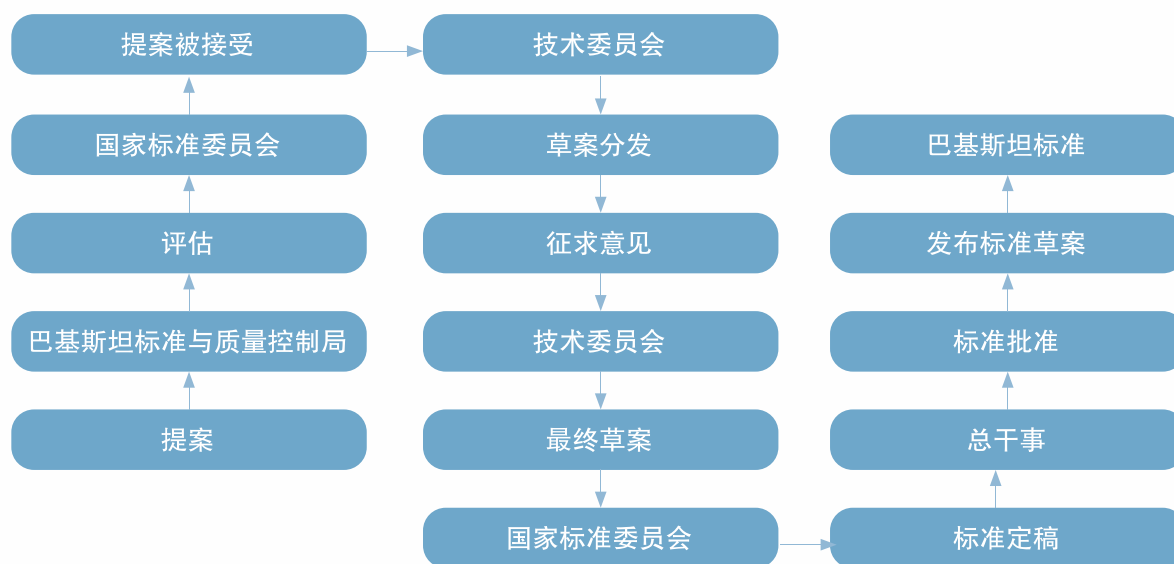 提案被接受
国家标准委员会
评估
巴基斯坦标准与质量控制局
提案
技术委员会
草案分发
征求意见
技术委员会
最终草案
国家标准委员会
巴基斯坦标准
发布标准草案
标准批准
总干事
标准定稿